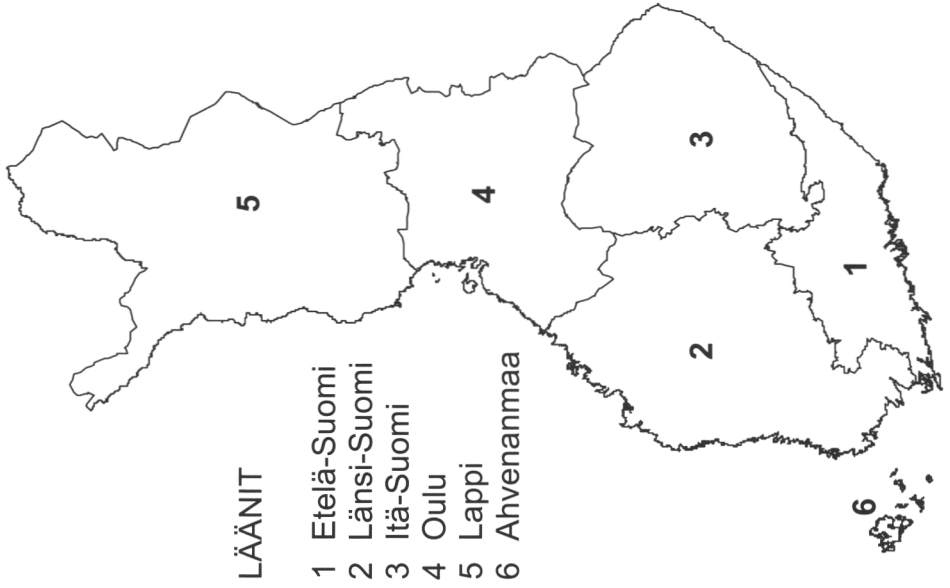 LÄÄNIT
1 Etelä-Suomi
2 Länsi-Suomi
3 Itä-Suomi
4 Oulu
5 Lappi
6 Ahvenanmaa
5
4
3
2
1
6